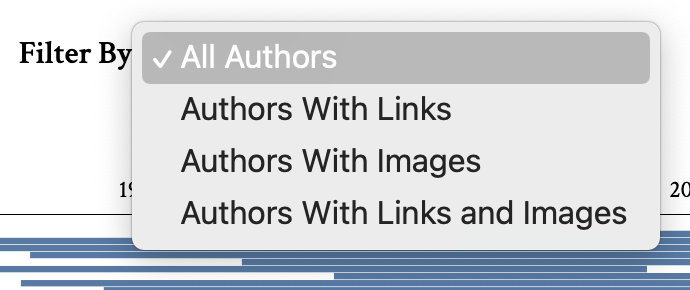 Filter By
✓ All Authors
Authors With Links
Authors With Images
Authors With Links and Images